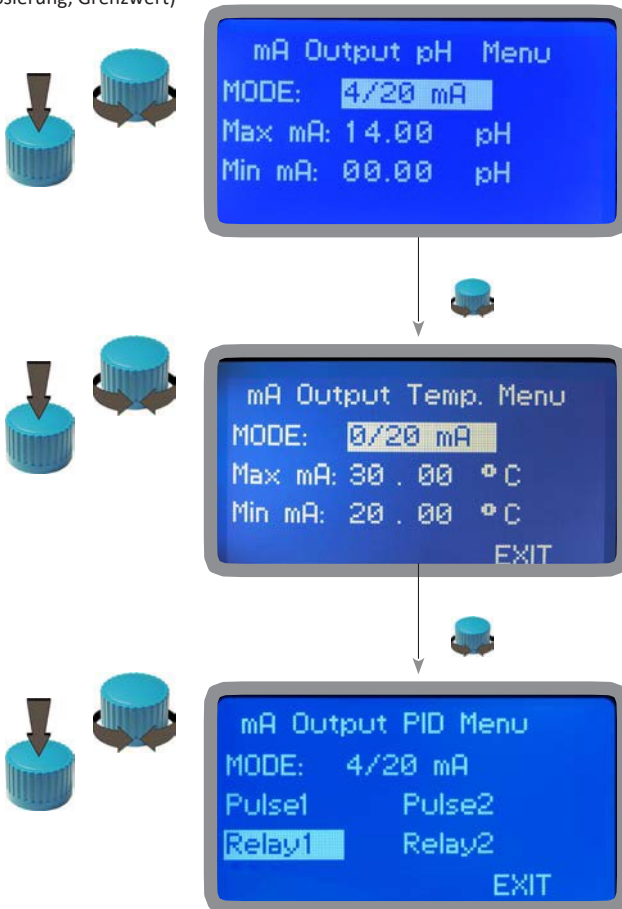 Grenzwert)
mA Output pH Menu
MODE: 4/20 mA
Max mA: 14.00 pH
Min mA: 00.00 pH
mA Output Temp. Menu
MODE: 0/20 mA
Max mA: 30 . 00 °C
Min mA: 20 . 00 °C
EXIT
mA Output PID Menu
MODE: 4/20 mA
Pulse1 Pulse2
Relay1 Relay2
EXIT